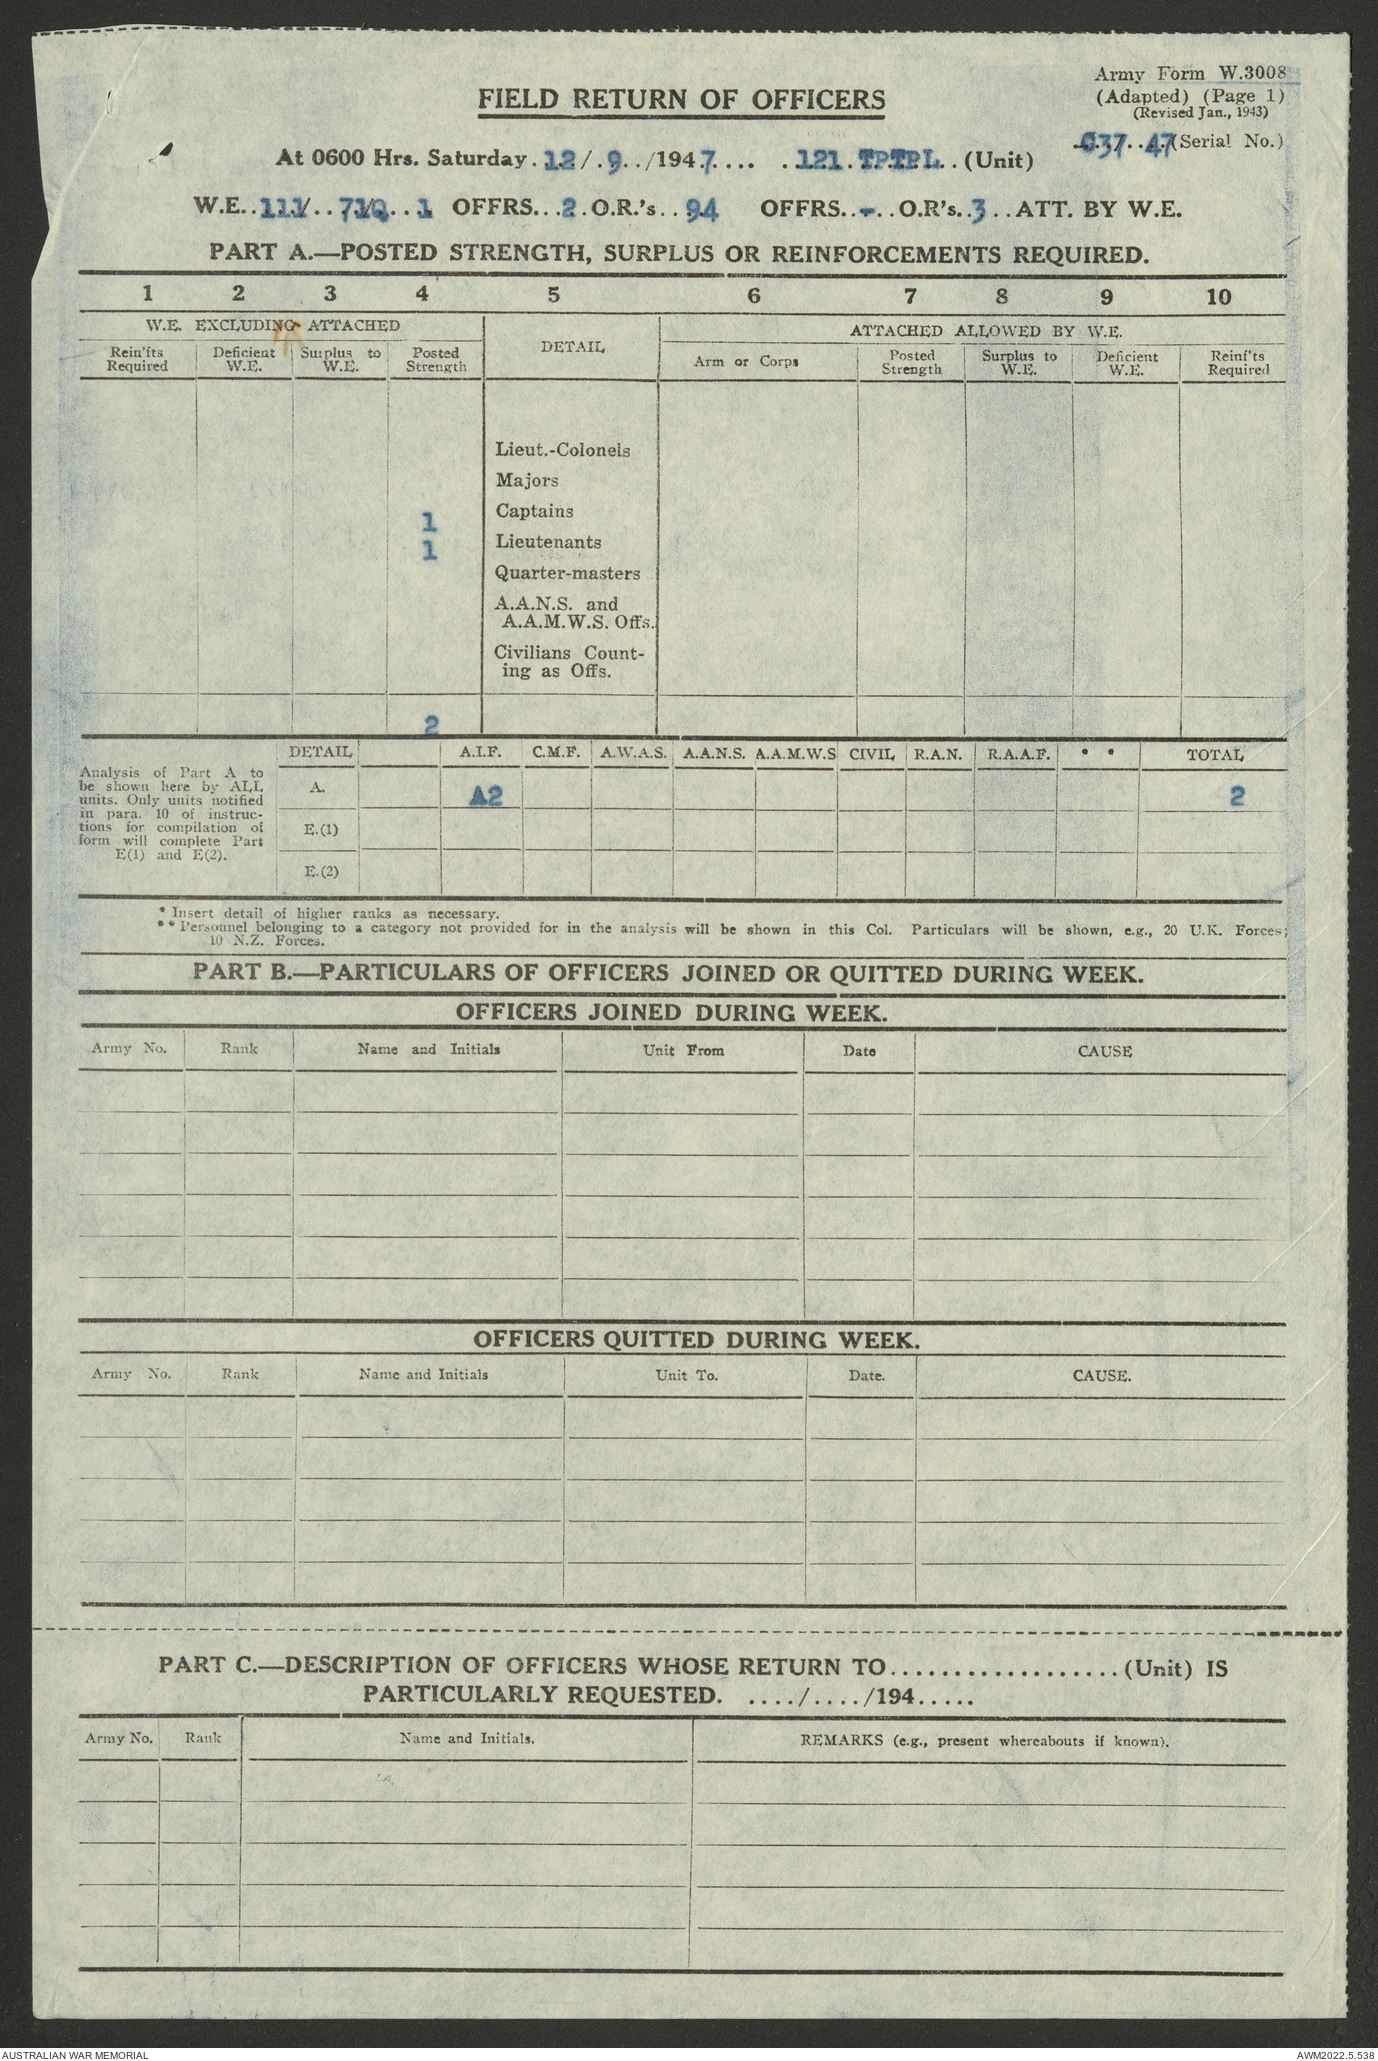 Army Form W.3008
(Adapted) (Page 1)
(Revised Jan., 1943)
FIELD RETURN OF OFFICERS
037. 47 (Serial No.)
At 0600 Hrs. Saturday. 12/. 9. ./194 7.... ..121. TPTPL.. (Unit)
W.E.. 111/. . 71Q. .. 1 OFFRS...2.O.R.'s..94 OFFRS..-..O.R's..3..ATT. BY W.E.
PART A.—POSTED STRENGTH, SURPLUS OR REINFORCEMENTS REQUIRED.
1 2 3 4 5 6 7 8 9 10
W.E. EXCLUDING ATTACHED DETAIL ATTACHED ALLOWED BY W.E.
Rein'fts Required Deficient W.E. Surplus to W.E. Posted Strength Arm or Corps Posted Strength Surplus to W.E. Deficient W.E. Reinf'ts Required
Lieut.-Colonels
Majors
Captains
1
Lieutenants
1
Quarter-masters
A.A.N.S. and
A.A.M.W.S. Offs.
Civilians Count-
ing as Offs.
2
DETAIL A.I.F. C.M.F. A.W.A.S. A.A.N.S. A.A.M.W.S CIVIL R.A.N. R.A.A.F. * * TOTAL
Analysis of Part A to
be shown here by ALL
units. Only units notified
in para. 10 of instruc-
tions for compilation of
form will complete Part
E(1) and E(2).
A. A2 2
E.(1)
E.(2)
* Insert detail of higher ranks as necessary.
** Personnel belonging to a category not provided for in the analysis will be shown in this Col. Particulars will be shown, e.g., 20 U.K. Forces;
10 N.Z. Forces.
PART B.—PARTICULARS OF OFFICERS JOINED OR QUITTED DURING WEEK.
OFFICERS JOINED DURING WEEK.
Army No. Rank Name and Initials Unit From Date CAUSE
OFFICERS QUITTED DURING WEEK.
Army No. Rank Name and Initials Unit To. Date. CAUSE.
PART C.—DESCRIPTION OF OFFICERS WHOSE RETURN TO.................. (Unit) IS
PARTICULARLY REQUESTED. ..../..../194.....
Army No. Rank Name and Initials. REMARKS (e.g., present whereabouts if known).
AUSTRALIAN WAR MEMORIAL AWM2022.5.538